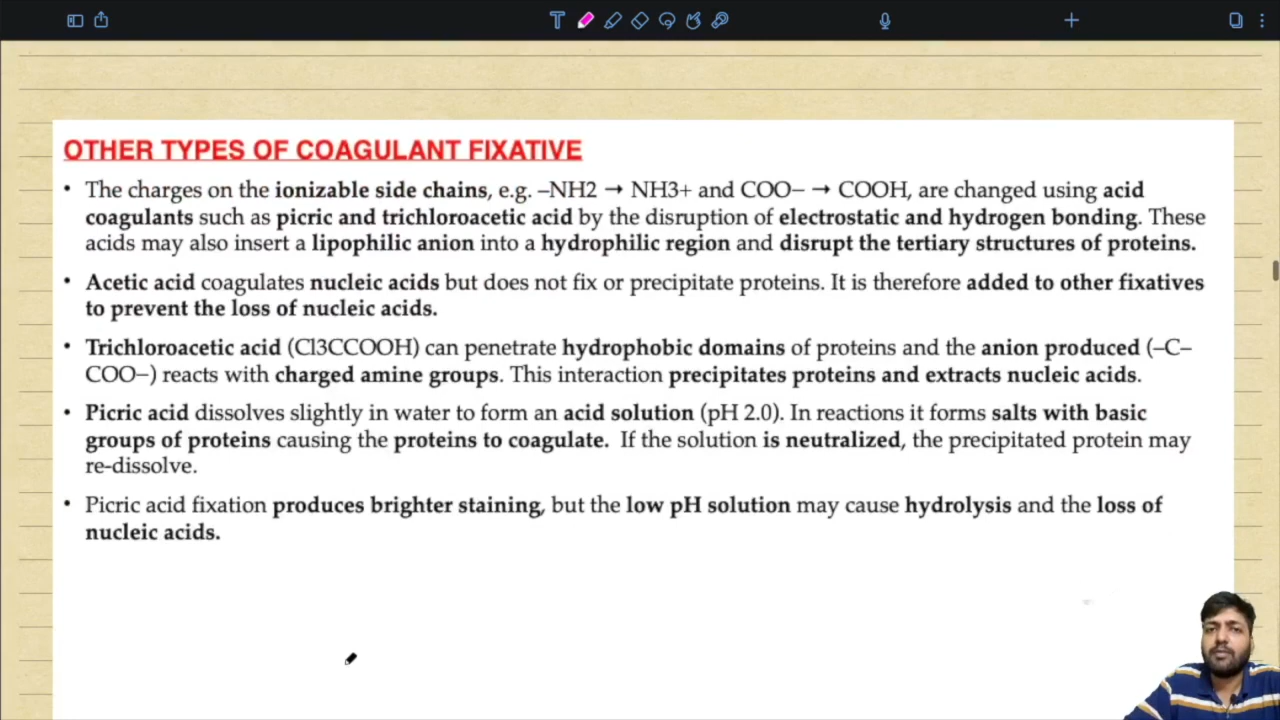 OTHER TYPES OF COAGULANT FIXATIVE
• The charges on the ionizable side chains, e.g. –NH2 → NH3+ and COO− → COOH, are changed using acid
coagulants such as picric and trichloroacetic acid by the disruption of electrostatic and hydrogen bonding. These
acids may also insert a lipophilic anion into a hydrophilic region and disrupt the tertiary structures of proteins.
• Acetic acid coagulates nucleic acids but does not fix or precipitate proteins. It is therefore added to other fixatives
to prevent the loss of nucleic acids.
• Trichloroacetic acid (Cl3CCOOH) can penetrate hydrophobic domains of proteins and the anion produced (–C–
COO−) reacts with charged amine groups. This interaction precipitates proteins and extracts nucleic acids.
• Picric acid dissolves slightly in water to form an acid solution (pH 2.0). In reactions it forms salts with basic
groups of proteins causing the proteins to coagulate. If the solution is neutralized, the precipitated protein may
re-dissolve.
• Picric acid fixation produces brighter staining, but the low pH solution may cause hydrolysis and the loss of
nucleic acids.